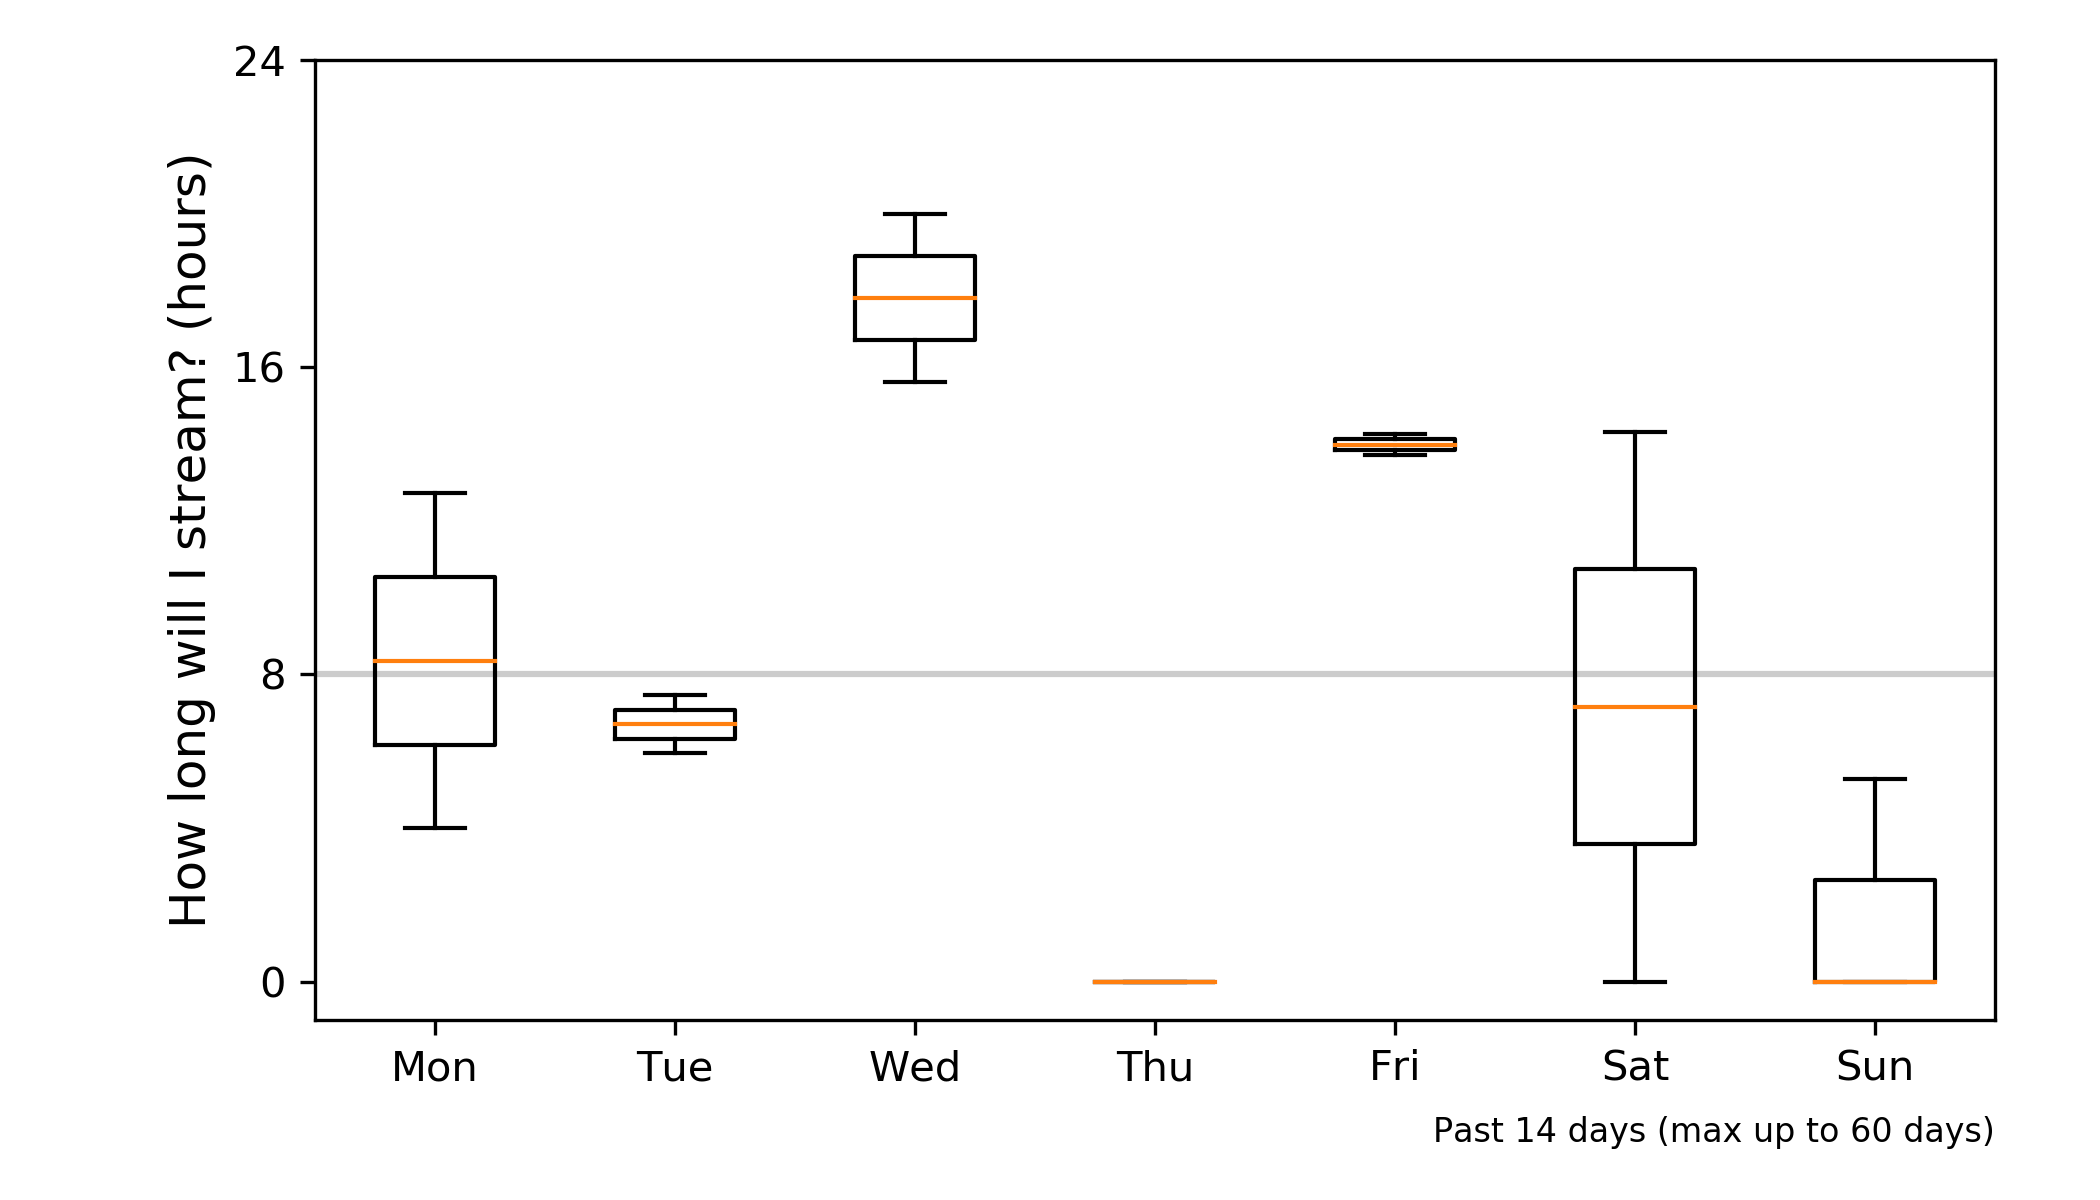 How long will I stream? (hours)
24
16
8
0
Mon Tue Wed Thu Fri Sat Sun
Past 14 days (max up to 60 days)